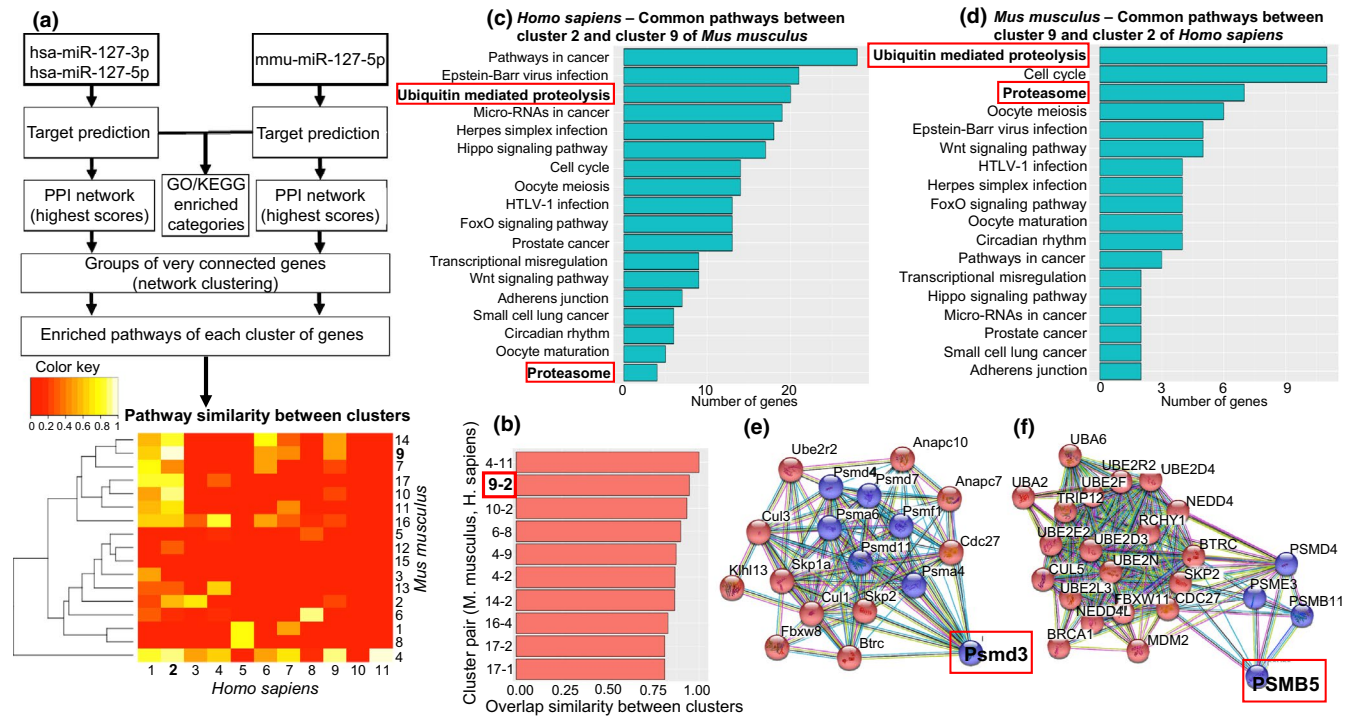 (a)
hsa-miR-127-3p
hsa-miR-127-5p
mmu-miR-127-5p
Target prediction
Target prediction
PPI network
(highest scores)
GO/KEGG
enriched
categories
PPI network
(highest scores)
Groups of very connected genes
(network clustering)
Enriched pathways of each cluster of genes
Color key
0 0.2 0.4 0.6 0.8 1
Pathway similarity between clusters
14
9
7
17
10
11
16
5
12
15
3
13
2
6
1
8
4
Mus musculus
1 2 3 4 5 6 7 8 9 10 11
Homo sapiens
(c) Homo sapiens – Common pathways between
cluster 2 and cluster 9 of Mus musculus
Pathways in cancer
Epstein-Barr virus infection
Ubiquitin mediated proteolysis
Micro-RNAs in cancer
Herpes simplex infection
Hippo signaling pathway
Cell cycle
Oocyte meiosis
HTLV-1 infection
FoxO signaling pathway
Prostate cancer
Transcriptional misregulation
Wnt signaling pathway
Adherens junction
Small cell lung cancer
Circadian rhythm
Oocyte maturation
Proteasome
0 10 20
Number of genes
(d) Mus musculus – Common pathways between
cluster 9 and cluster 2 of Homo sapiens
Ubiquitin mediated proteolysis
Cell cycle
Proteasome
Oocyte meiosis
Epstein-Barr virus infection
Wnt signaling pathway
HTLV-1 infection
Herpes simplex infection
FoxO signaling pathway
Oocyte maturation
Circadian rhythm
Pathways in cancer
Transcriptional misregulation
Hippo signaling pathway
Micro-RNAs in cancer
Prostate cancer
Small cell lung cancer
Adherens junction
0 3 6 9
Number of genes
(b)
Cluster pair (M. musculus, H. sapiens)
4-11
9-2
10-2
6-8
4-9
4-2
14-2
16-4
17-2
17-1
0.00 0.25 0.50 0.75 1.00
Overlap similarity between clusters
(e)
Ube2r2
Anapc10
Psmd4
Psmd7
Anapc7
Psma6
Psmf1
Cul3
Psmd11
Cdc27
Klhl13
Skp1a
Psma4
Cul1
Skp2
Fbxw8
Btrc
Psmd3
(f)
UBA6
UBE2R2
UBE2D4
UBA2
UBE2F
TRIP12
NEDD4
RCHY1
UBE2E2
UBE2D3
BTRC
UBE2N
PSMD4
CUL5
SKP2
UBE2L3
PSME3
FBXW11
CDC27
PSMB11
NEDD4L
BRCA1
MDM2
PSMB5